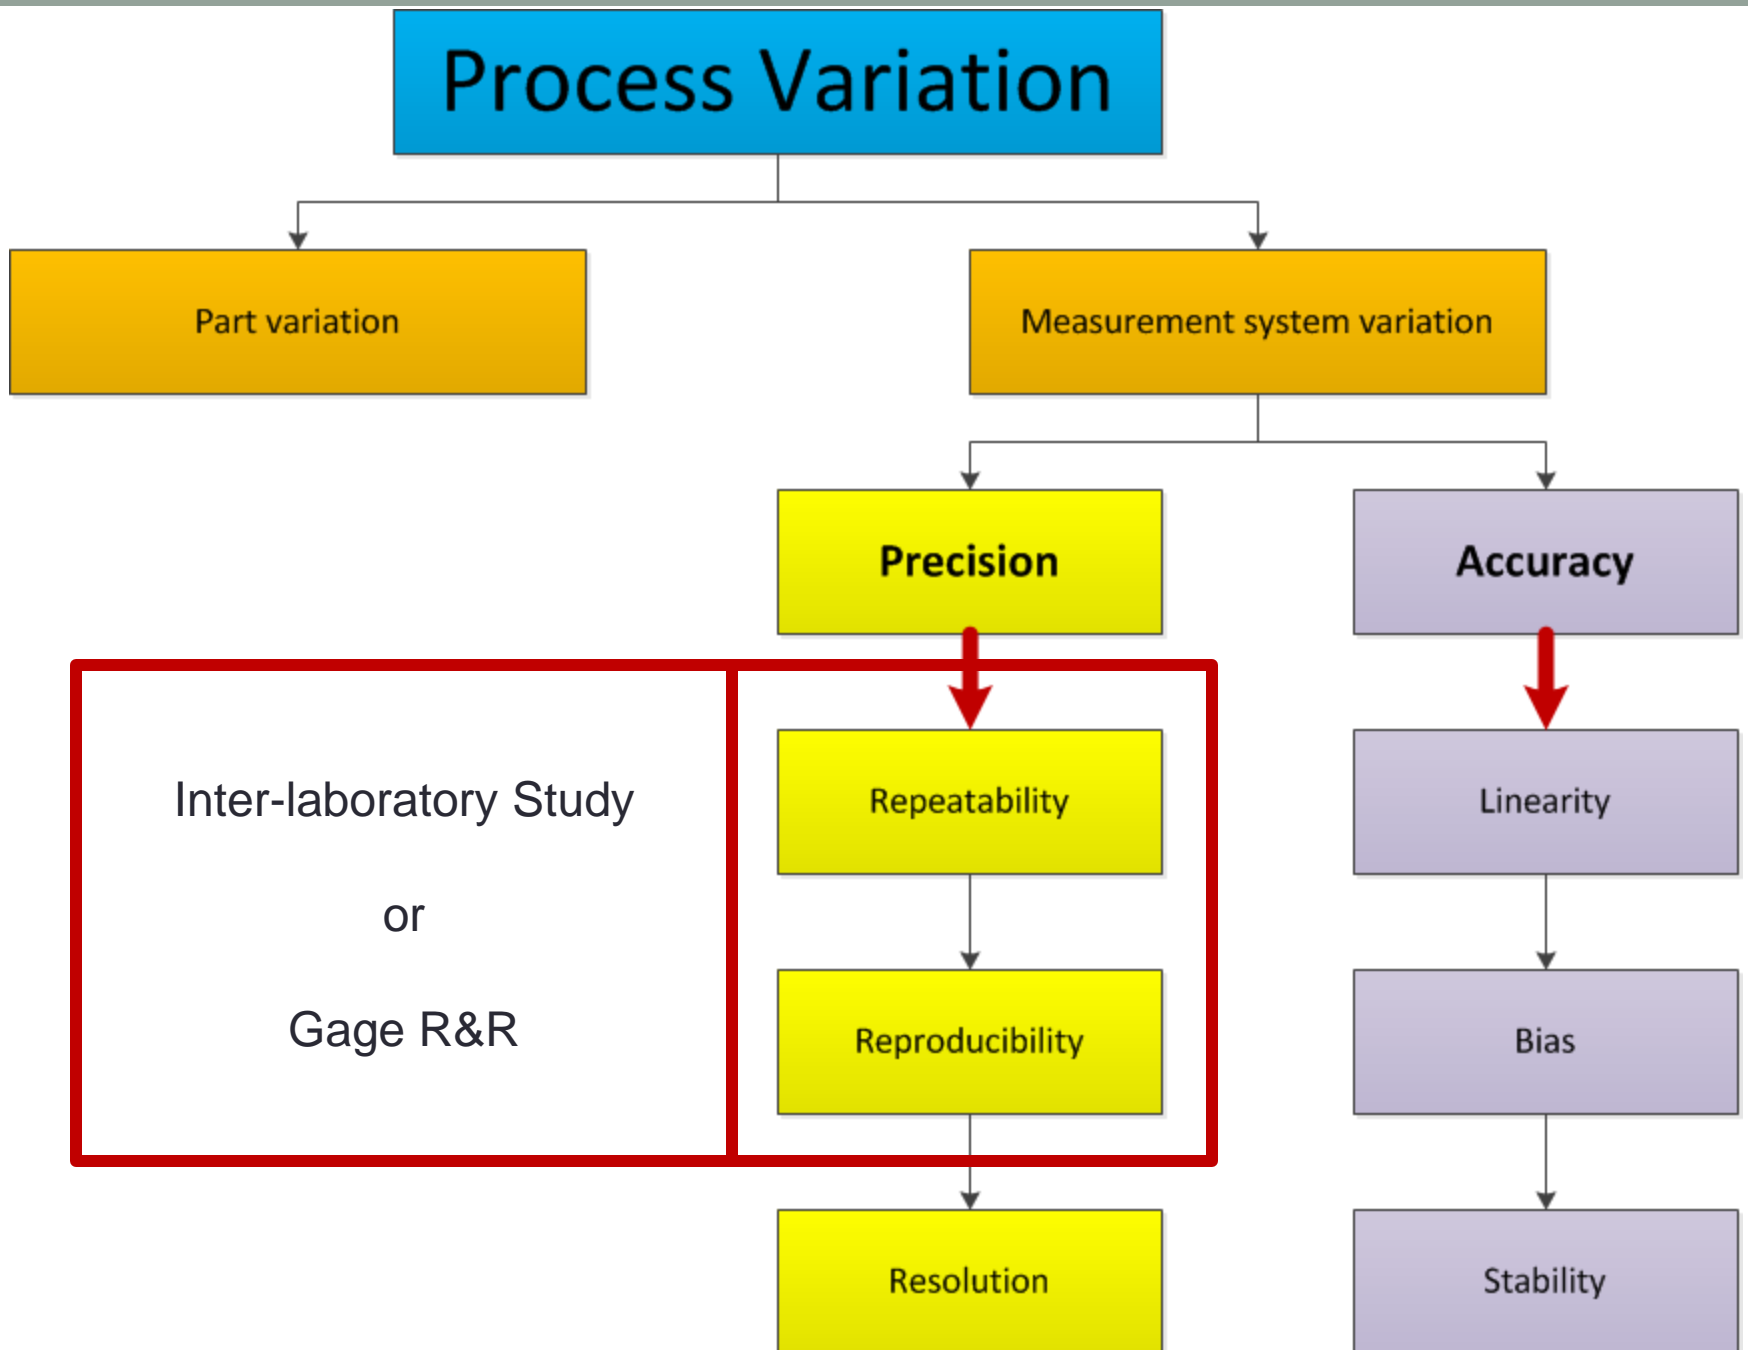 Process Variation
Part variation
Measurement system variation
Precision
Accuracy
Inter-laboratory Study
or
Gage R&R
Repeatability
Linearity
Reproducibility
Bias
Resolution
Stability